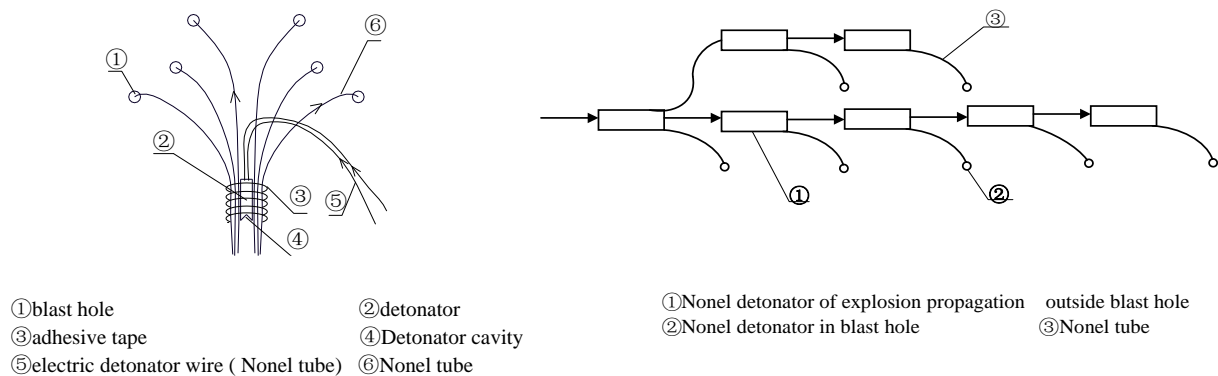 ⑥
③
①
②
③
⑤
④
①
②
①blast hole
②detonator
③adhesive tape
④Detonator cavity
⑤electric detonator wire ( Nonel tube)
⑥Nonel tube
①Nonel detonator of explosion propagation outside blast hole
②Nonel detonator in blast hole
③Nonel tube